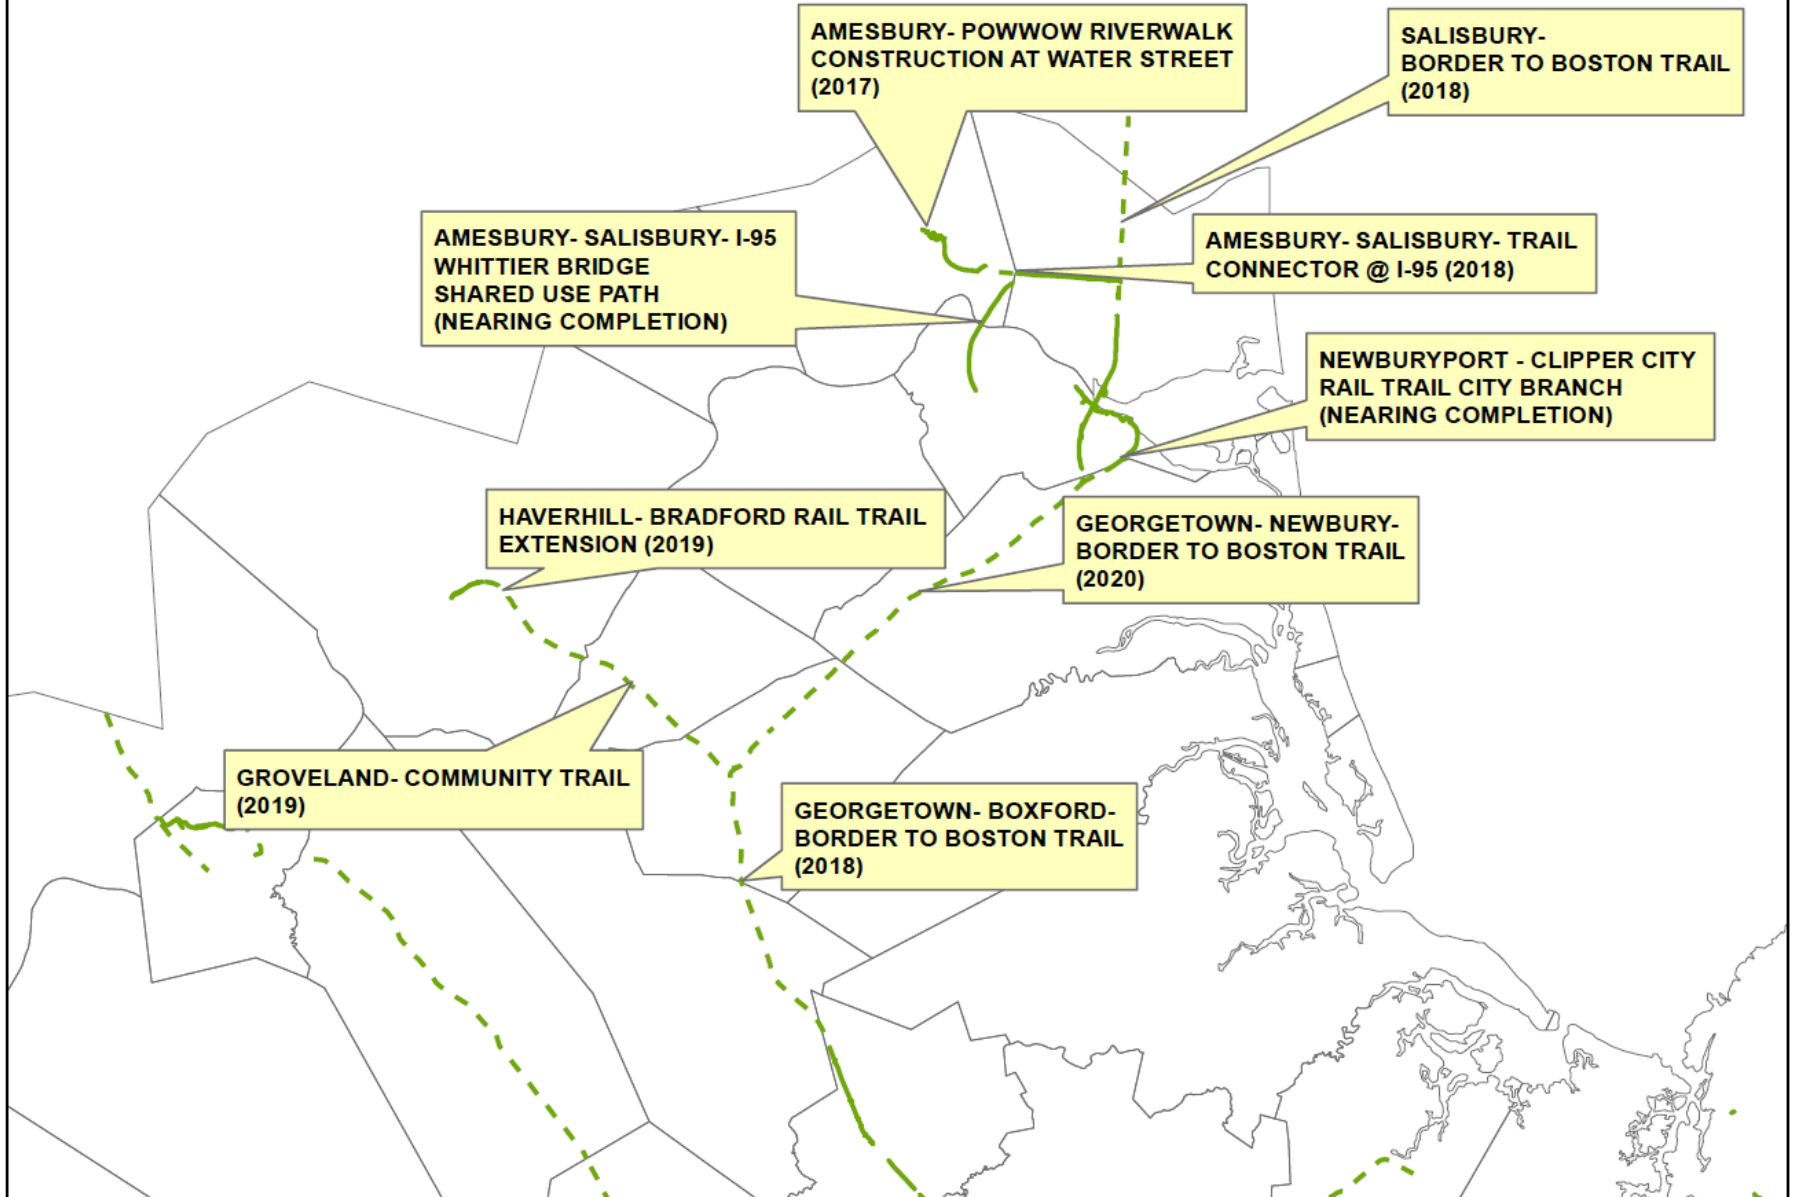 AMESBURY- POWWOW RIVERWALK
CONSTRUCTION AT WATER STREET
(2017)
SALISBURY-
BORDER TO BOSTON TRAIL
(2018)
AMESBURY- SALISBURY- I-95
WHITTIER BRIDGE
SHARED USE PATH
(NEARING COMPLETION)
AMESBURY- SALISBURY- TRAIL
CONNECTOR @ I-95 (2018)
NEWBURYPORT - CLIPPER CITY
RAIL TRAIL CITY BRANCH
(NEARING COMPLETION)
HAVERHILL- BRADFORD RAIL TRAIL
EXTENSION (2019)
GEORGETOWN- NEWBURY-
BORDER TO BOSTON TRAIL
(2020)
GROVELAND- COMMUNITY TRAIL
(2019)
GEORGETOWN- BOXFORD-
BORDER TO BOSTON TRAIL
(2018)